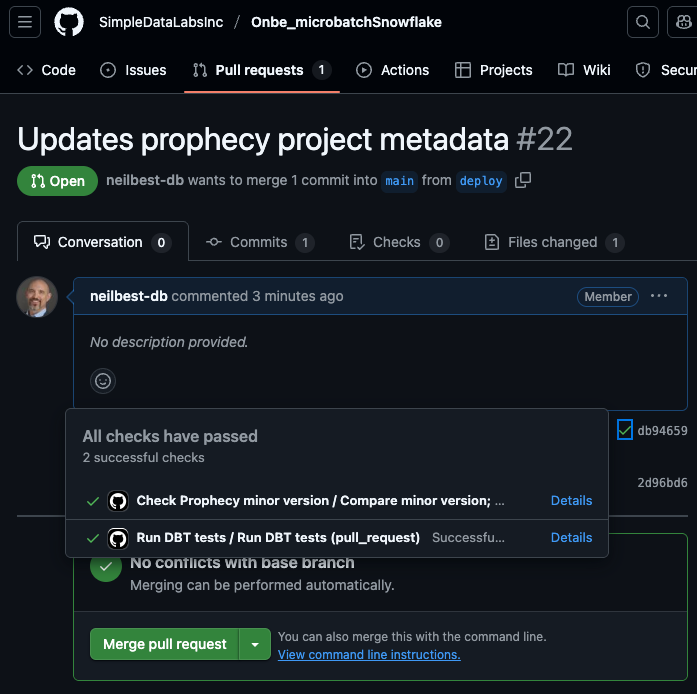 SimpleDataLabsInc / Onbe_microbatchSnowflake
Code Issues Pull requests 1 Actions Projects Wiki
Updates prophecy project metadata #22
Open neilbest-db wants to merge 1 commit into main from deploy
Conversation 0 Commits 1 Checks 0 Files changed 1
neilbest-db commented 3 minutes ago Member ...
No description provided.
All checks have passed
db94659
2 successful checks
2d96bd6
Check Prophecy minor version / Compare minor version; ... Details
Run DBT tests / Run DBT tests (pull_request) Successfu... Details
No conflicts with base branch
Merging can be performed automatically.
Merge pull request
You can also merge this with the command line.
View command line instructions.